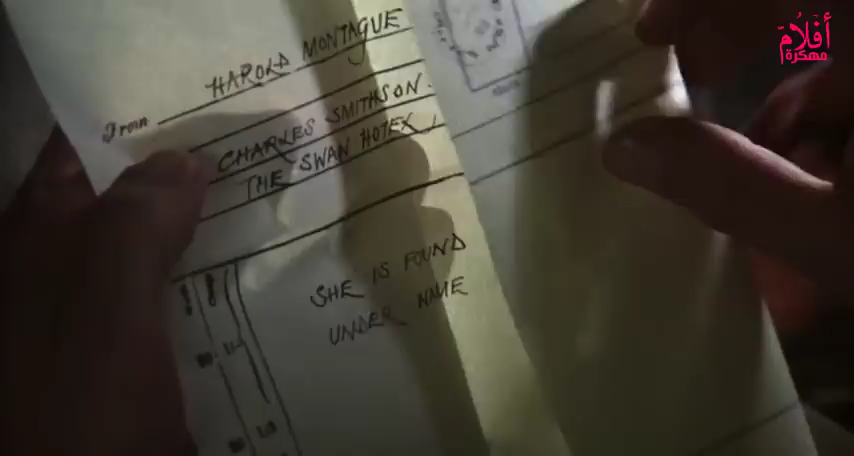 أفلام
مهكرة
From HAROLD MONTAGUE
CHARLES SMITHSON.
THE SWAN HOTEL,
SHE IS FOUND
UNDER NAME